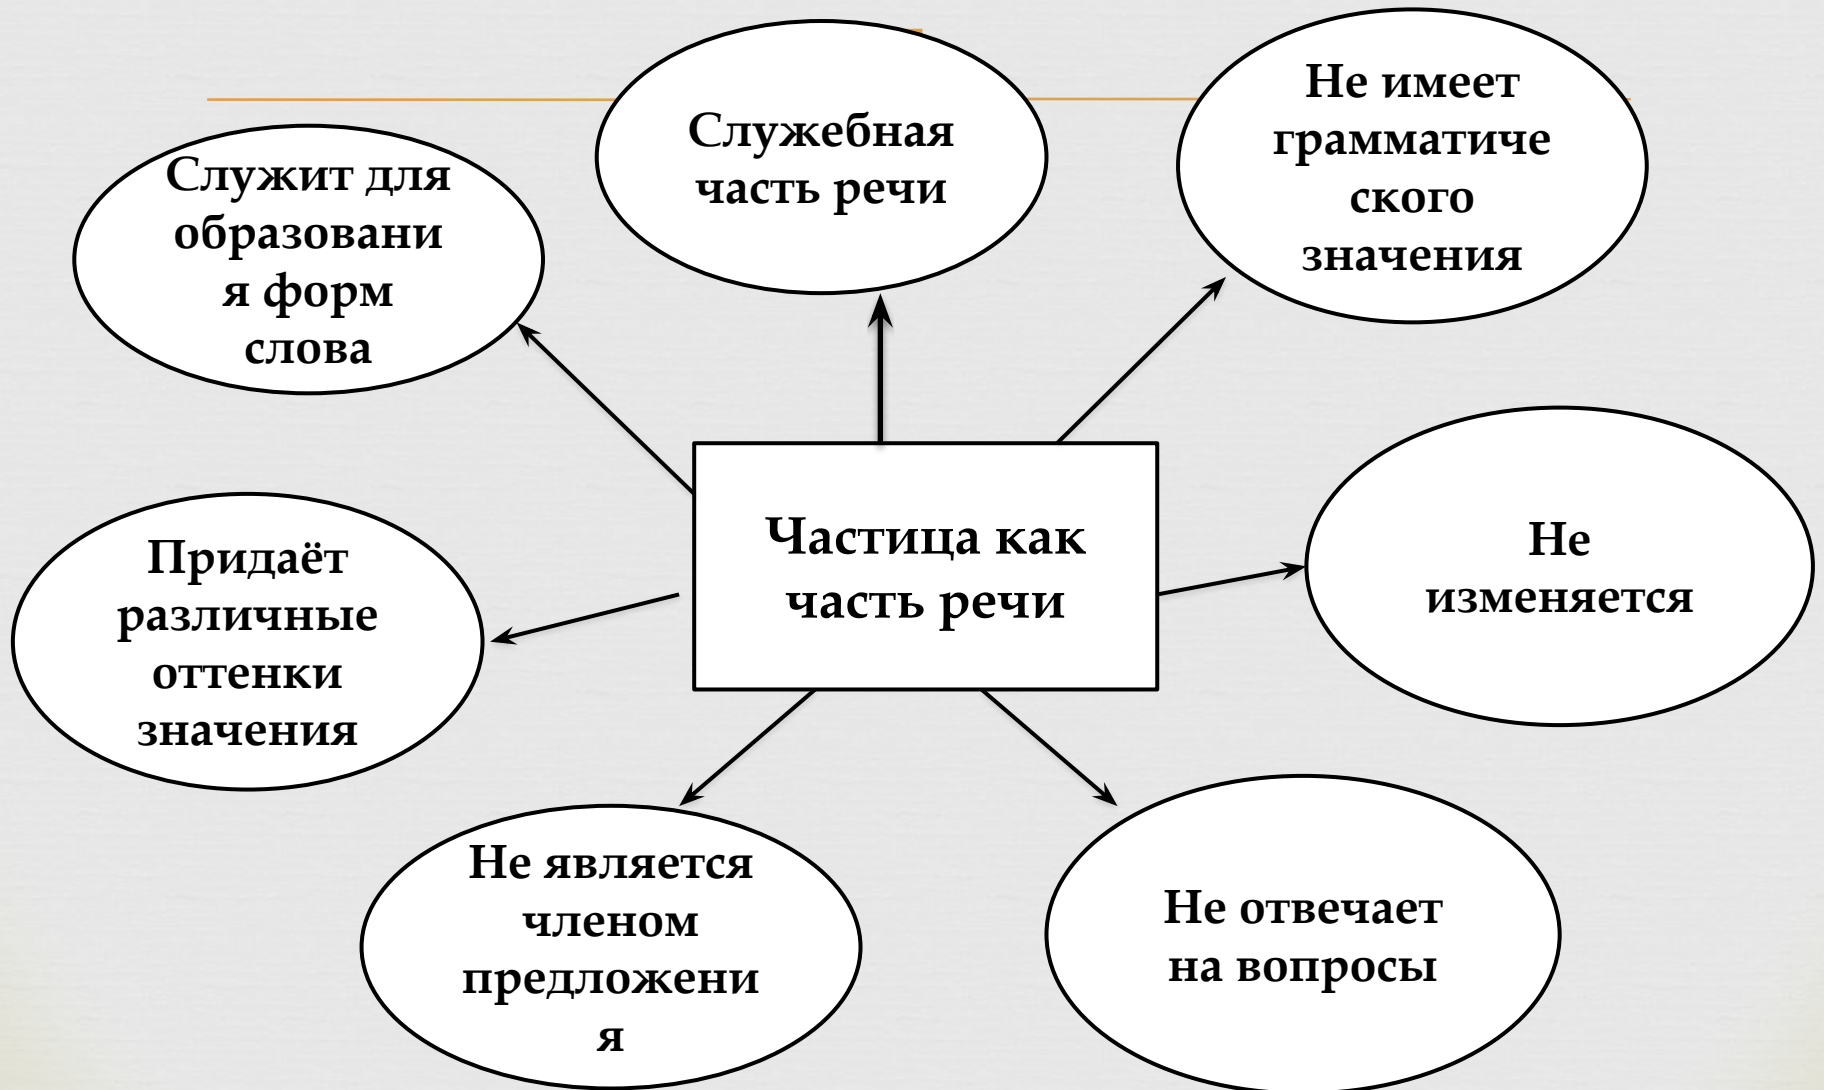 Служебная
часть речи
Не имеет
грамматиче
ского
значения
Служит для
образовани
я форм
слова
Частица как
часть речи
Не
изменяется
Придаёт
различные
оттенки
значения
Не является
членом
предложени
я
Не отвечает
на вопросы